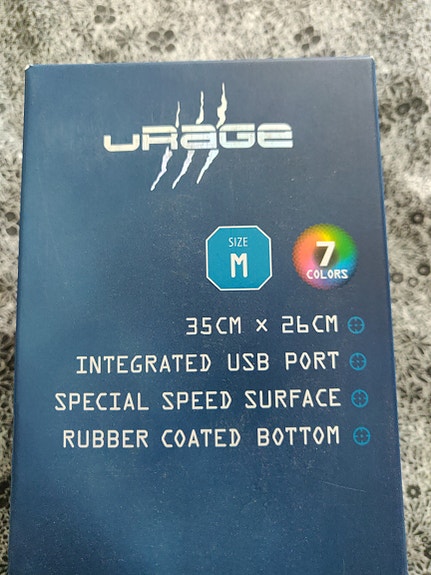 uRAGE
SIZE
M
7
COLORS
35CM x 26CM
INTEGRATED USB PORT
SPECIAL SPEED SURFACE
RUBBER COATED BOTTOM